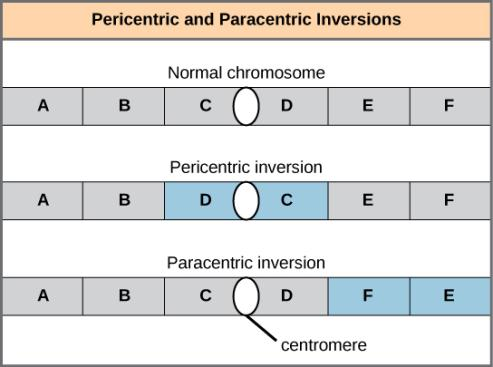 Pericentric and Paracentric Inversions
Normal chromosome
A B C D E F
Pericentric inversion
A B D C E F
Paracentric inversion
A B C D F E
centromere